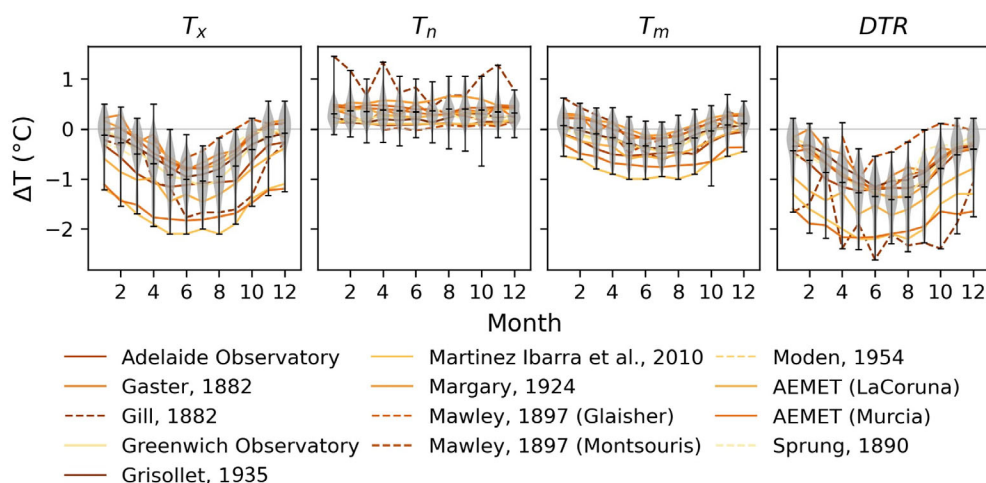 Tx Tn Tm DTR
1
0
−1
−2
ΔT (°C)
2 4 6 8 10 12 2 4 6 8 10 12 2 4 6 8 10 12 2 4 6 8 10 12
Month
Adelaide Observatory
Gaster, 1882
Gill, 1882
Greenwich Observatory
Grisollet, 1935
Martinez Ibarra et al., 2010
Margary, 1924
Mawley, 1897 (Glaisher)
Mawley, 1897 (Montsouris)
Moden, 1954
AEMET (LaCoruna)
AEMET (Murcia)
Sprung, 1890